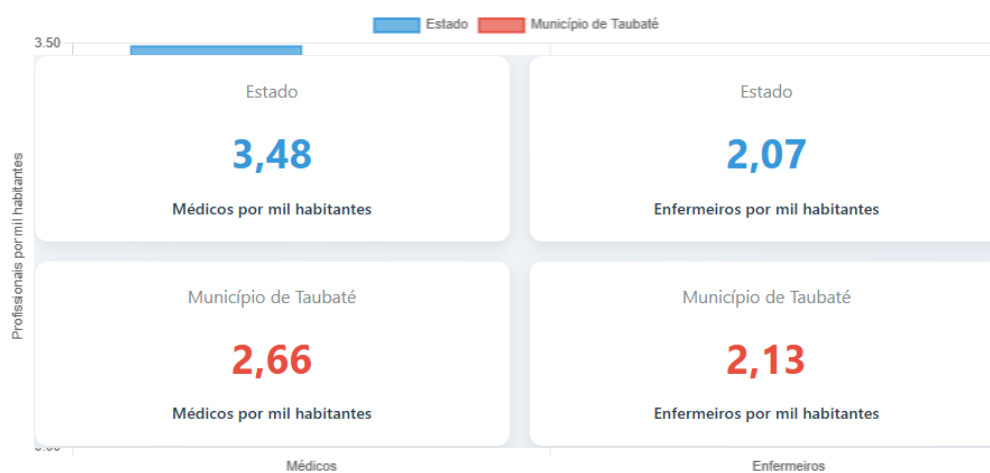 Estado Município de Taubaté
3.50
Profissionais por mil habitantes
Estado
3,48
Médicos por mil habitantes
Estado
2,07
Enfermeiros por mil habitantes
Município de Taubaté
2,66
Médicos por mil habitantes
Município de Taubaté
2,13
Enfermeiros por mil habitantes
Médicos Enfermeiros